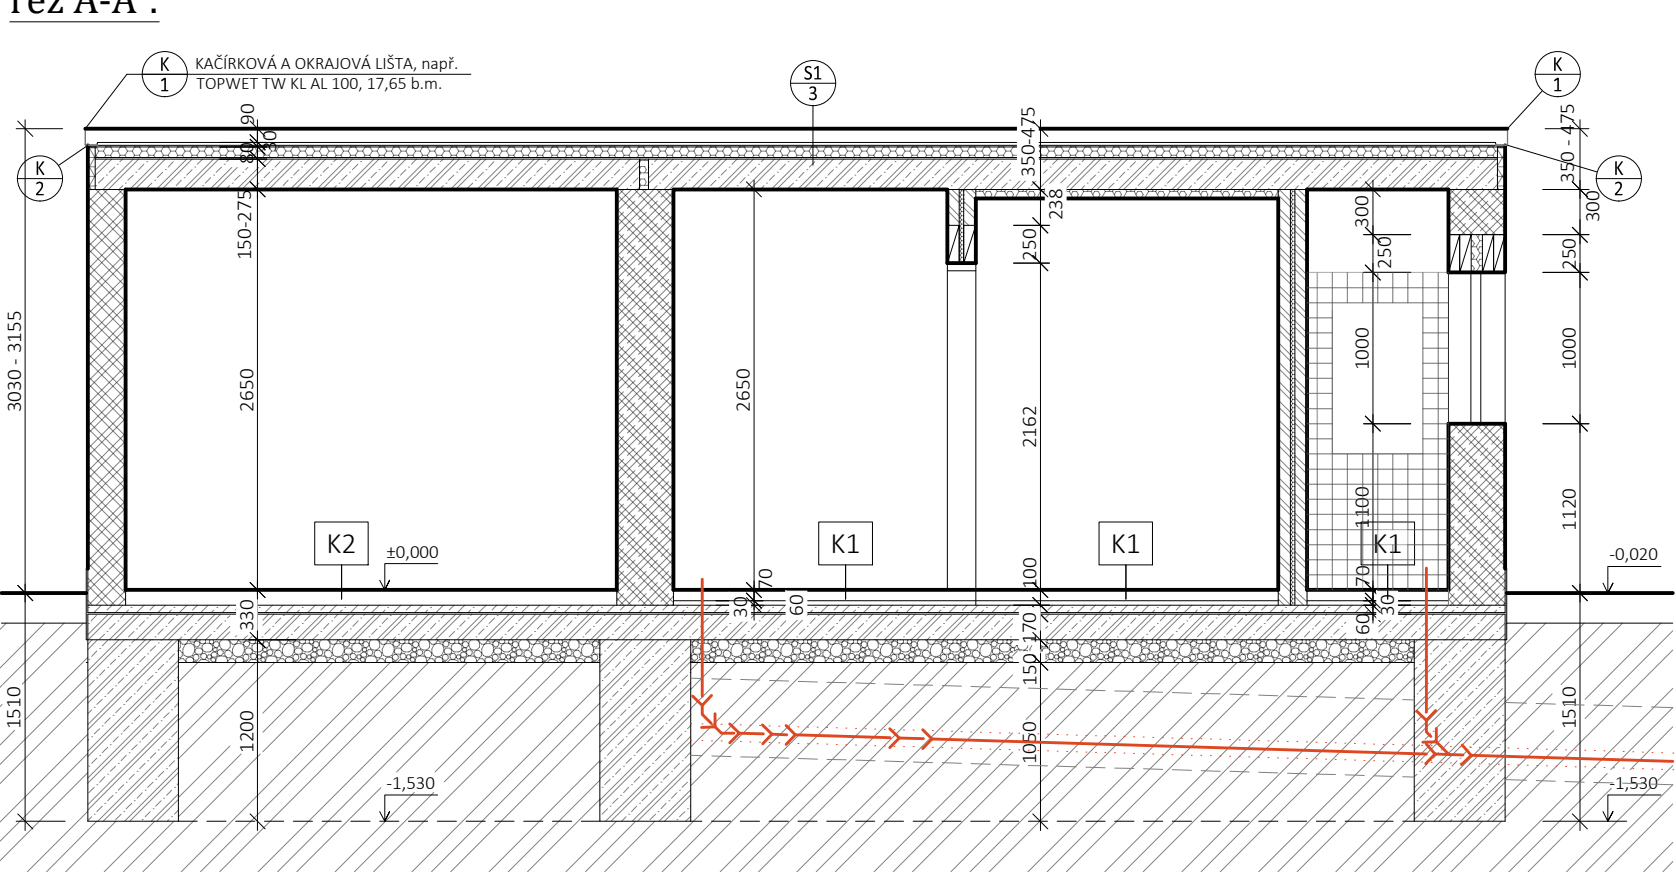 řez A-A :
K
1
KAČÍRKOVÁ A OKRAJOVÁ LIŠTA, např.
TOPWET TW KL AL 100, 17,65 b.m.
S1
3
K
1
K
2
K
2
90
30
80
150-275
2650
330
1200
3030 - 3155
1510
2650
70
30
60
350-475
238
250
2162
100
170
150
1050
300
250
1000
1100
70
30
60
350 - 475
300
250
1000
1120
1510
K2
±0,000
K1
K1
K1
-0,020
-1,530
-1,530